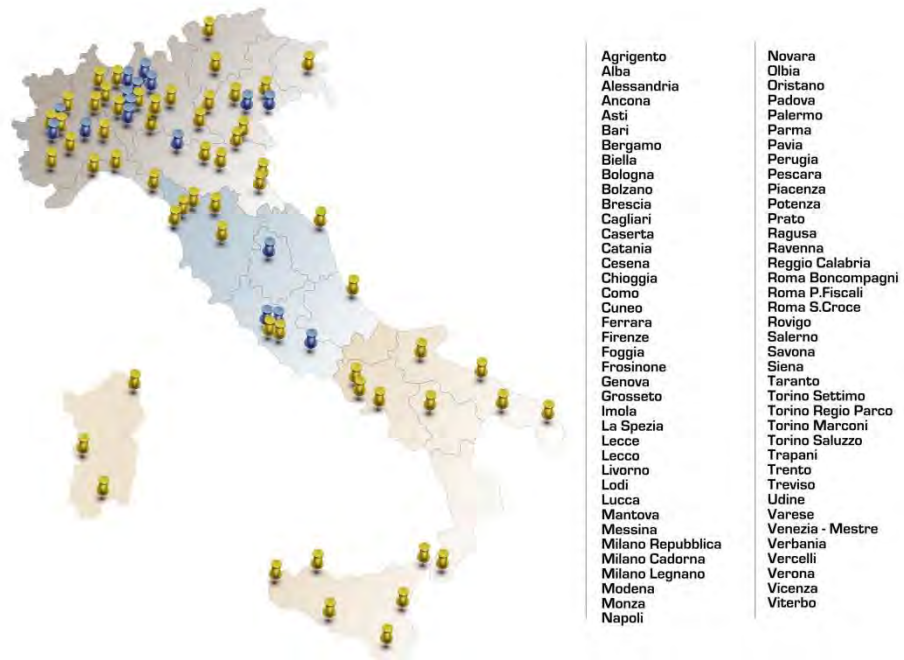 Agrigento
Alba
Alessandria
Ancona
Asti
Bari
Bergamo
Biella
Bologna
Bolzano
Brescia
Cagliari
Caserta
Catania
Cesena
Chioggia
Como
Cuneo
Ferrara
Firenze
Foggia
Frosinone
Genova
Grosseto
Imola
La Spezia
Lecce
Lecco
Livorno
Lodi
Lucca
Mantova
Messina
Milano Repubblica
Milano Cadorna
Milano Legnano
Modena
Monza
Napoli
Novara
Olbia
Oristano
Padova
Palermo
Parma
Pavia
Perugia
Pescara
Piacenza
Potenza
Prato
Ragusa
Ravenna
Reggio Calabria
Roma Boncompagni
Roma P.Fiscali
Roma S.Croce
Rovigo
Salerno
Savona
Siena
Taranto
Torino Settimo
Torino Regio Parco
Torino Marconi
Torino Saluzzo
Trapani
Trento
Treviso
Udine
Varese
Venezia - Mestre
Verbania
Vercelli
Verona
Vicenza
Viterbo